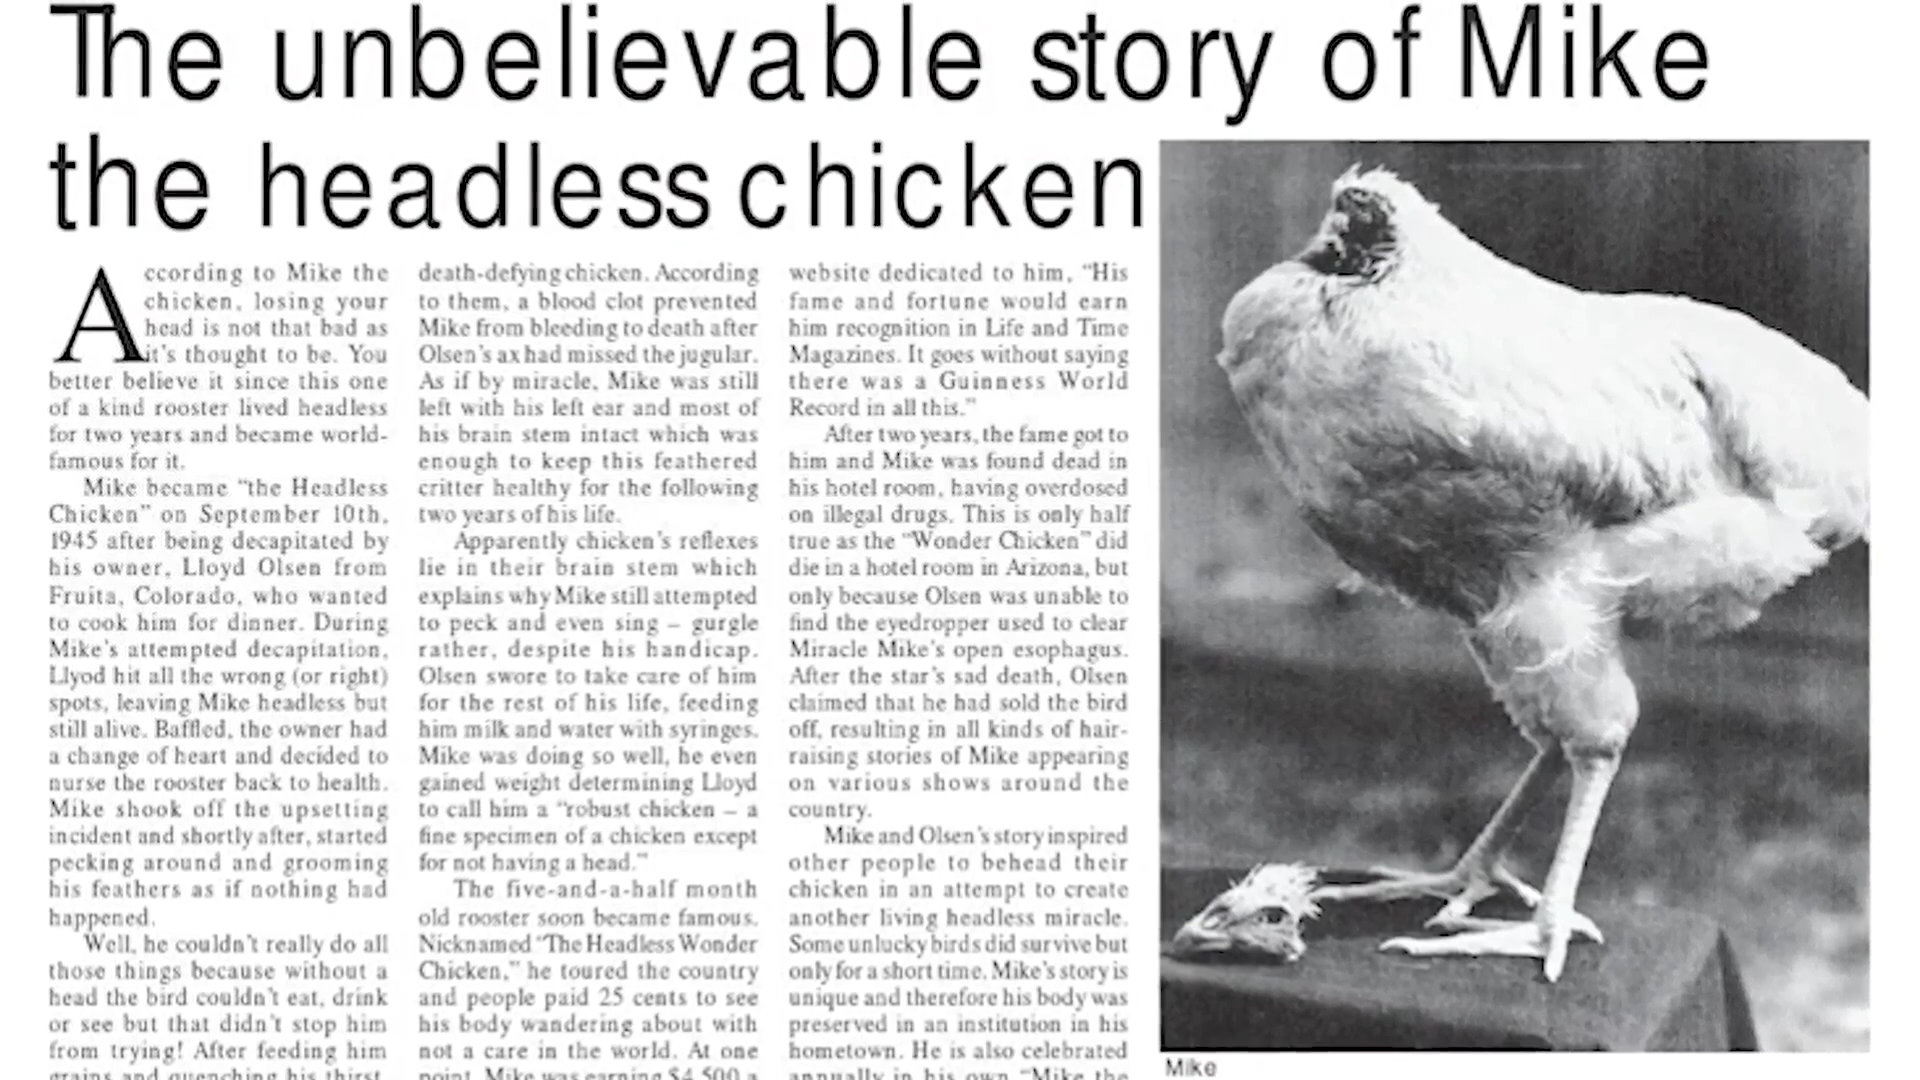 The unbelievable story of Mike
the headless chicken
According to Mike the
chicken, losing your
head is not that bad as
it's thought to be. You
better believe it since this one
of a kind rooster lived headless
for two years and became world-
famous for it.
Mike became "the Headless
Chicken" on September 10th,
1945 after being decapitated by
his owner, Lloyd Olsen from
Fruita, Colorado, who wanted
to cook him for dinner. During
Mike's attempted decapitation,
Llyod hit all the wrong (or right)
spots, leaving Mike headless but
still alive. Baffled, the owner had
a change of heart and decided to
nurse the rooster back to health.
Mike shook off the upsetting
incident and shortly after, started
pecking around and grooming
his feathers as if nothing had
happened.
Well, he couldn't really do all
those things because without a
head the bird couldn't eat, drink
or see but that didn't stop him
from trying! After feeding him
grains and quenching his thirst,
death-defying chicken. According
to them, a blood clot prevented
Mike from bleeding to death after
Olsen's ax had missed the jugular.
As if by miracle, Mike was still
left with his left ear and most of
his brain stem intact which was
enough to keep this feathered
critter healthy for the following
two years of his life.
Apparently chicken's reflexes
lie in their brain stem which
explains why Mike still attempted
to peck and even sing – gurgle
rather, despite his handicap.
Olsen swore to take care of him
for the rest of his life, feeding
him milk and water with syringes.
Mike was doing so well, he even
gained weight determining Lloyd
to call him a "robust chicken – a
fine specimen of a chicken except
for not having a head."
The five-and-a-half month
old rooster soon became famous.
Nicknamed "The Headless Wonder
Chicken," he toured the country
and people paid 25 cents to see
his body wandering about with
not a care in the world. At one
point, Mike was earning $4,500 a
website dedicated to him, "His
fame and fortune would earn
him recognition in Life and Time
Magazines. It goes without saying
there was a Guinness World
Record in all this."
After two years, the fame got to
him and Mike was found dead in
his hotel room, having overdosed
on illegal drugs. This is only half
true as the "Wonder Chicken" did
die in a hotel room in Arizona, but
only because Olsen was unable to
find the eyedropper used to clear
Miracle Mike's open esophagus.
After the star's sad death, Olsen
claimed that he had sold the bird
off, resulting in all kinds of hair-
raising stories of Mike appearing
on various shows around the
country.
Mike and Olsen's story inspired
other people to behead their
chicken in an attempt to create
another living headless miracle.
Some unlucky birds did survive but
only for a short time. Mike's story is
unique and therefore his body was
preserved in an institution in his
hometown. He is also celebrated
annually in his own "Mike the
Mike